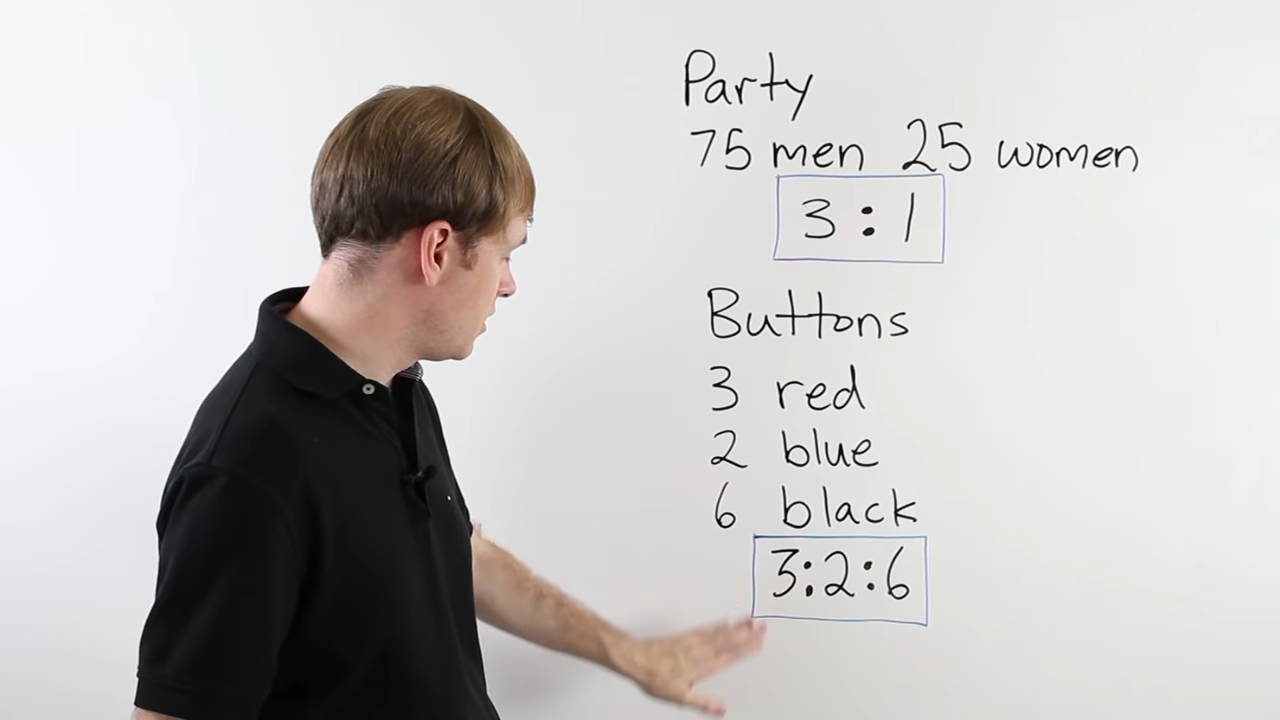 Party
75 men 25 women
3 : 1
Buttons
3 red
2 blue
6 black
3:2:6